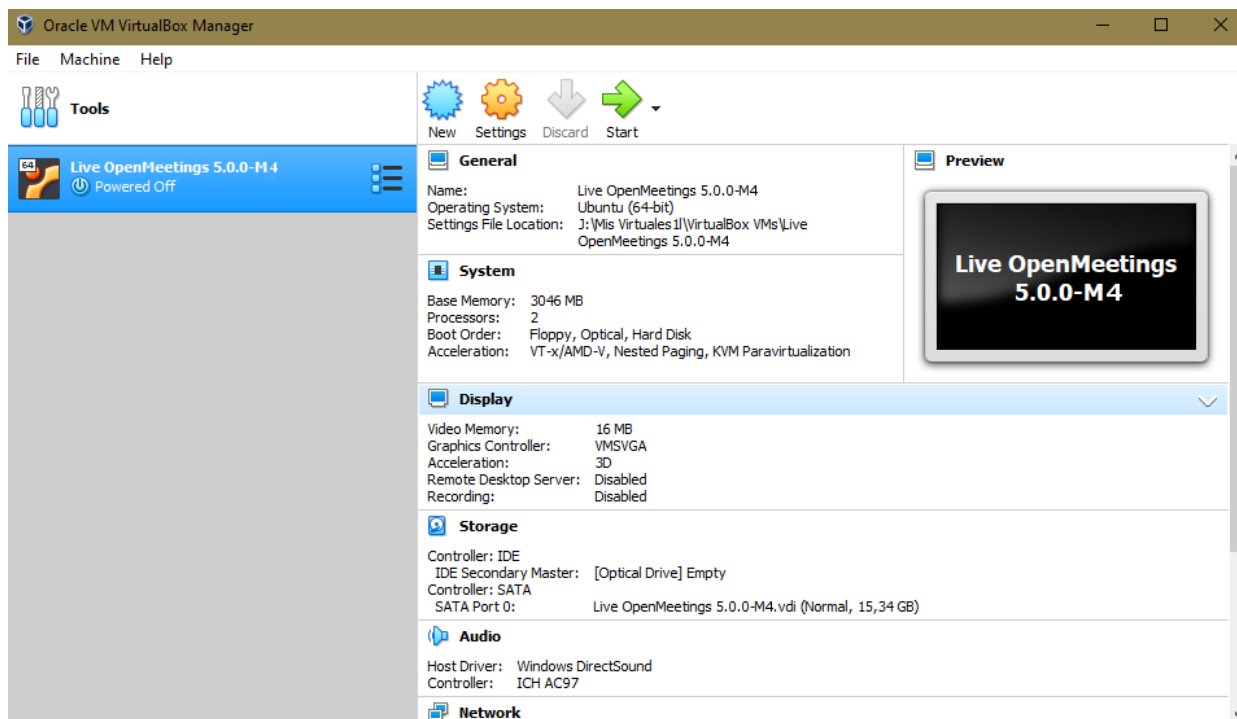 Oracle VM VirtualBox Manager
File Machine Help
Tools
New Settings Discard Start
64
Live OpenMeetings 5.0.0-M4
Powered Off
General
Name: Live OpenMeetings 5.0.0-M4
Operating System: Ubuntu (64-bit)
Settings File Location: J:\Mis Virtuales1l\VirtualBox VMs\Live
OpenMeetings 5.0.0-M4
System
Base Memory: 3046 MB
Processors: 2
Boot Order: Floppy, Optical, Hard Disk
Acceleration: VT-x/AMD-V, Nested Paging, KVM Paravirtualization
Preview
Live OpenMeetings
5.0.0-M4
Display
Video Memory: 16 MB
Graphics Controller: VMSVGA
Acceleration: 3D
Remote Desktop Server: Disabled
Recording: Disabled
Storage
Controller: IDE
IDE Secondary Master: [Optical Drive] Empty
Controller: SATA
SATA Port 0: Live OpenMeetings 5.0.0-M4.vdi (Normal, 15,34 GB)
Audio
Host Driver: Windows DirectSound
Controller: ICH AC97
Network